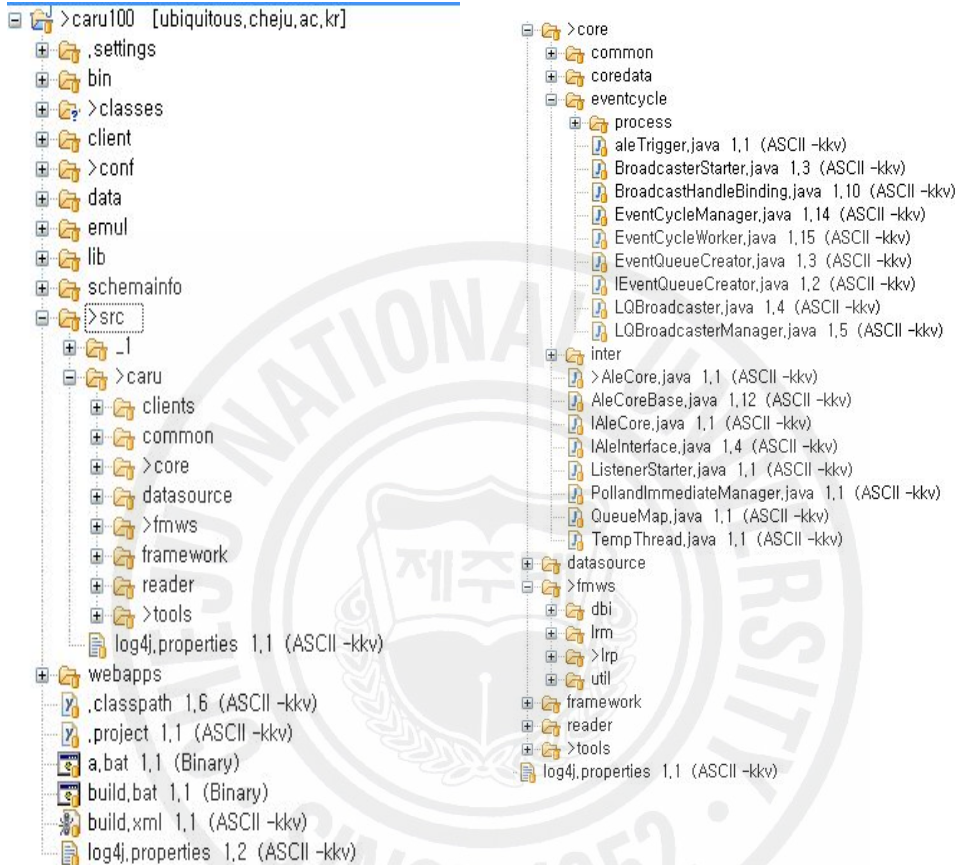 >caru100 [ubiquitous,cheju,ac,kr]
,settings
bin
>classes
client
>conf
data
emul
lib
schemainfo
>src
_1
>caru
clients
common
>core
datasource
>fmws
framework
reader
>tools
log4j,properties 1,1 (ASCII -kkv)
webapps
,classpath 1,6 (ASCII -kkv)
,project 1,1 (ASCII -kkv)
a,bat 1,1 (Binary)
build,bat 1,1 (Binary)
build,xml 1,1 (ASCII -kkv)
log4j,properties 1,2 (ASCII -kkv)
>core
common
coredata
eventcycle
process
aleTrigger,java 1,1 (ASCII -kkv)
BroadcasterStarter,java 1,3 (ASCII -kkv)
BroadcastHandleBinding,java 1,10 (ASCII -kkv)
EventCycleManager,java 1,14 (ASCII -kkv)
EventCycleWorker,java 1,15 (ASCII -kkv)
EventQueueCreator,java 1,3 (ASCII -kkv)
IEventQueueCreator,java 1,2 (ASCII -kkv)
LQBroadcaster,java 1,4 (ASCII -kkv)
LQBroadcasterManager,java 1,5 (ASCII -kkv)
inter
>AleCore,java 1,1 (ASCII -kkv)
AleCoreBase,java 1,12 (ASCII -kkv)
IAleCore,java 1,1 (ASCII -kkv)
IAleInterface,java 1,4 (ASCII -kkv)
ListenerStarter,java 1,1 (ASCII -kkv)
PollandImmediateManager,java 1,1 (ASCII -kkv)
QueueMap,java 1,1 (ASCII -kkv)
TempThread,java 1,1 (ASCII -kkv)
datasource
>fmws
dbi
lrm
>lrp
util
framework
reader
>tools
log4j,properties 1,1 (ASCII -kkv)